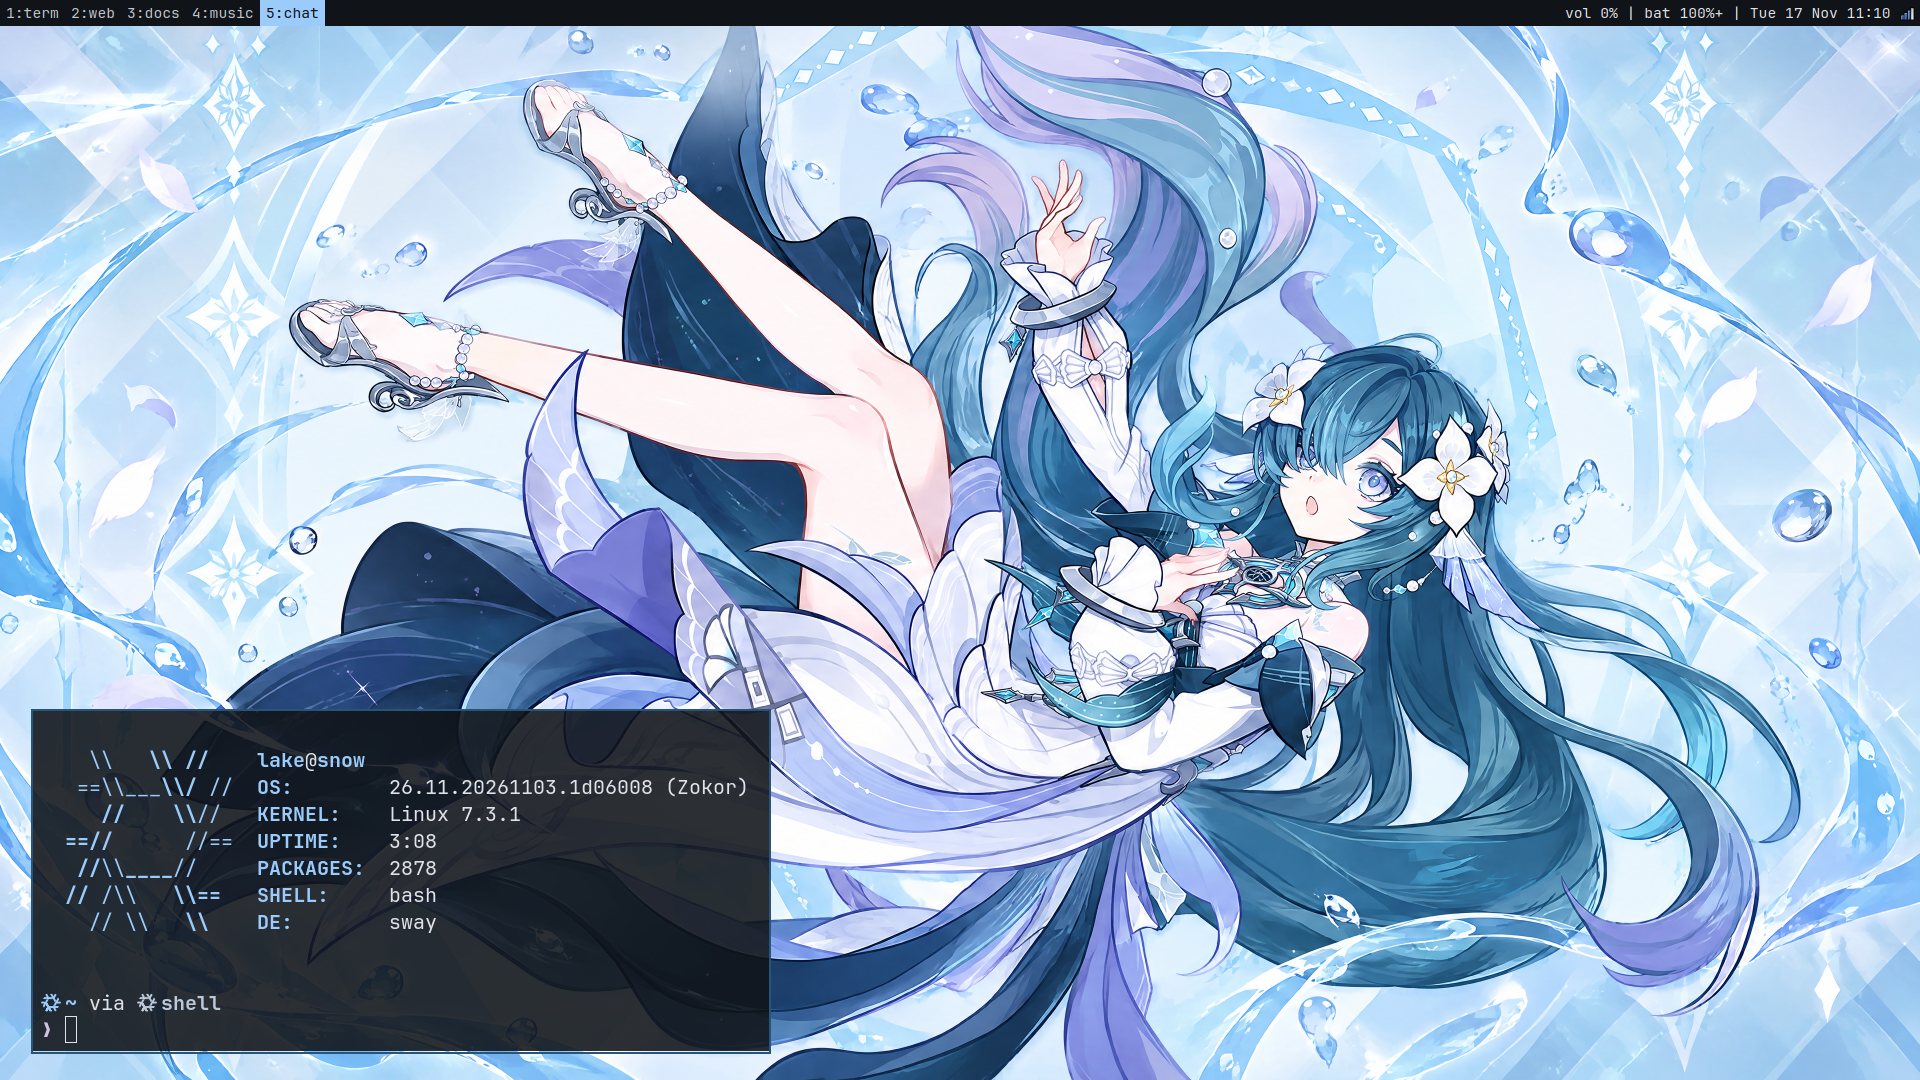 1:term 2:web 3:docs 4:music 5:chat
vol 0% | bat 100%+ | Tue 17 Nov 11:10
lake@snow
OS: 26.11.20261103.1d06008 (Zokor)
KERNEL: Linux 7.3.1
UPTIME: 3:08
PACKAGES: 2878
SHELL: bash
DE: sway
~ via shell
❯